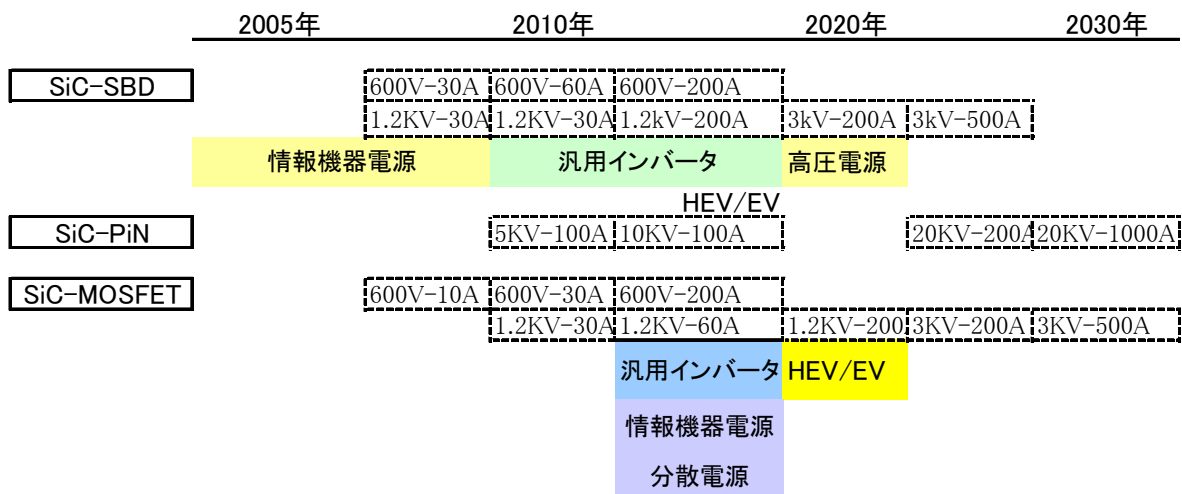 2005年 2010年 2020年 2030年
SiC-SBD 600V-30A 600V-60A 600V-200A
1.2KV-30A 1.2KV-30A 1.2kV-200A 3kV-200A 3kV-500A
情報機器電源 汎用インバータ 高圧電源
HEV/EV
SiC-PiN 5KV-100A 10KV-100A 20KV-200A 20KV-1000A
SiC-MOSFET 600V-10A 600V-30A 600V-200A
1.2KV-30A 1.2KV-60A 1.2KV-200 3KV-200A 3KV-500A
汎用インバータ HEV/EV
情報機器電源
分散電源